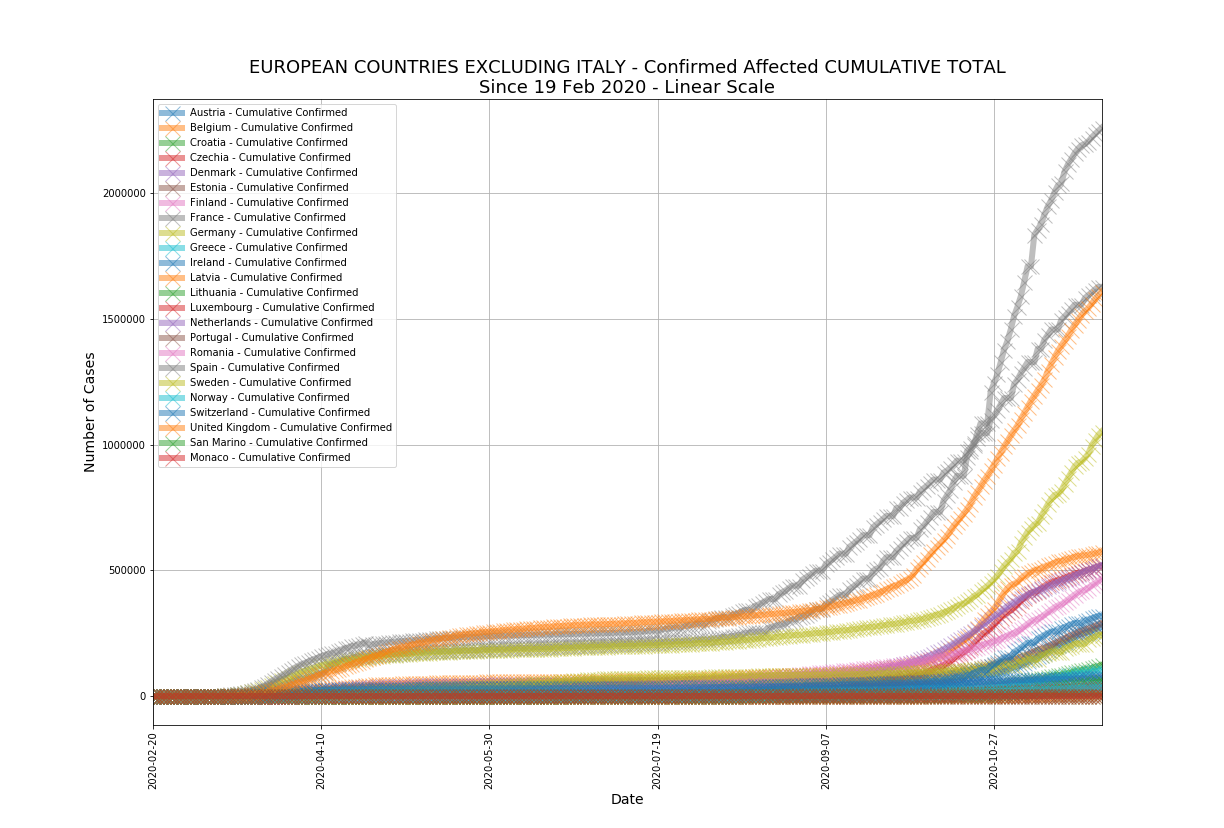 EUROPEAN COUNTRIES EXCLUDING ITALY - Confirmed Affected CUMULATIVE TOTAL
Since 19 Feb 2020 - Linear Scale
Austria - Cumulative Confirmed
Belgium - Cumulative Confirmed
Croatia - Cumulative Confirmed
Czechia - Cumulative Confirmed
Denmark - Cumulative Confirmed
Estonia - Cumulative Confirmed
Finland - Cumulative Confirmed
France - Cumulative Confirmed
Germany - Cumulative Confirmed
Greece - Cumulative Confirmed
Ireland - Cumulative Confirmed
Latvia - Cumulative Confirmed
Lithuania - Cumulative Confirmed
Luxembourg - Cumulative Confirmed
Netherlands - Cumulative Confirmed
Portugal - Cumulative Confirmed
Romania - Cumulative Confirmed
Spain - Cumulative Confirmed
Sweden - Cumulative Confirmed
Norway - Cumulative Confirmed
Switzerland - Cumulative Confirmed
United Kingdom - Cumulative Confirmed
San Marino - Cumulative Confirmed
Monaco - Cumulative Confirmed
Number of Cases
2000000
1500000
1000000
500000
0
2020-02-20
2020-04-10
2020-05-30
2020-07-19
2020-09-07
2020-10-27
Date